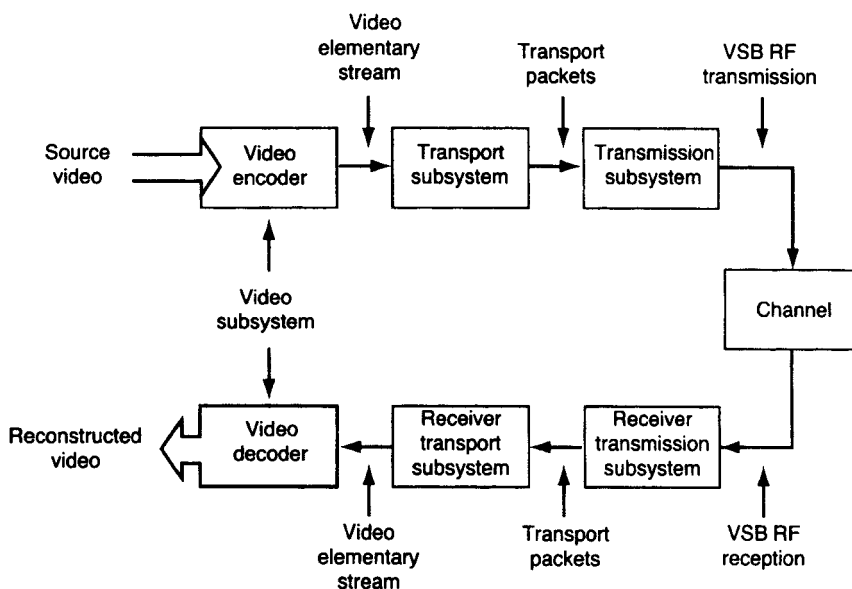 Video
elementary
stream
Transport
packets
VSB RF
transmission
Source
video
Video
encoder
Transport
subsystem
Transmission
subsystem
Channel
Video
subsystem
Reconstructed
video
Video
decoder
Receiver
transport
subsystem
Receiver
transmission
subsystem
Video
elementary
stream
Transport
packets
VSB RF
reception